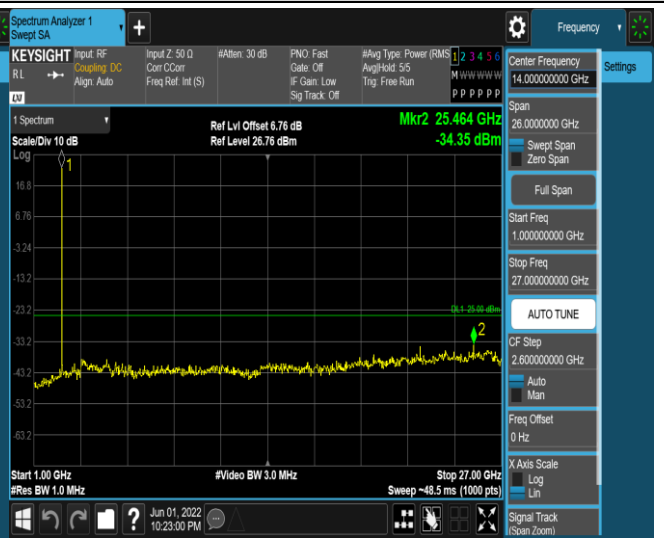 Spectrum Analyzer 1
Swept SA
+
Frequency
KEYSIGHT
R L
LXI
Input: RF
Coupling: DC
Align: Auto
Input Z: 50 Ω
Corr CCorr
Freq Ref: Int (S)
#Atten: 30 dB
PNO: Fast
Gate: Off
IF Gain: Low
Sig Track: Off
#Avg Type: Power (RMS
Avg|Hold: 5/5
Trig: Free Run
1 2 3 4 5 6
M W W W W W
P P P P P P
1 Spectrum
Scale/Div 10 dB
Log
Ref Lvl Offset 6.76 dB
Ref Level 26.76 dBm
Mkr2 25.464 GHz
-34.35 dBm
1
16.8
6.76
-3.24
-13.2
-23.2
DL1 -25.00 dBm
2
-33.2
-43.2
-53.2
-63.2
Start 1.00 GHz
#Res BW 1.0 MHz
#Video BW 3.0 MHz
Stop 27.00 GHz
Sweep ~48.5 ms (1000 pts)
?
Jun 01, 2022
10:23:00 PM
Center Frequency
14.000000000 GHz
Span
26.0000000 GHz
Swept Span
Zero Span
Full Span
Start Freq
1.000000000 GHz
Stop Freq
27.000000000 GHz
AUTO TUNE
CF Step
2.600000000 GHz
Auto
Man
Freq Offset
0 Hz
X Axis Scale
Log
Lin
Signal Track
(Span Zoom)
Settings